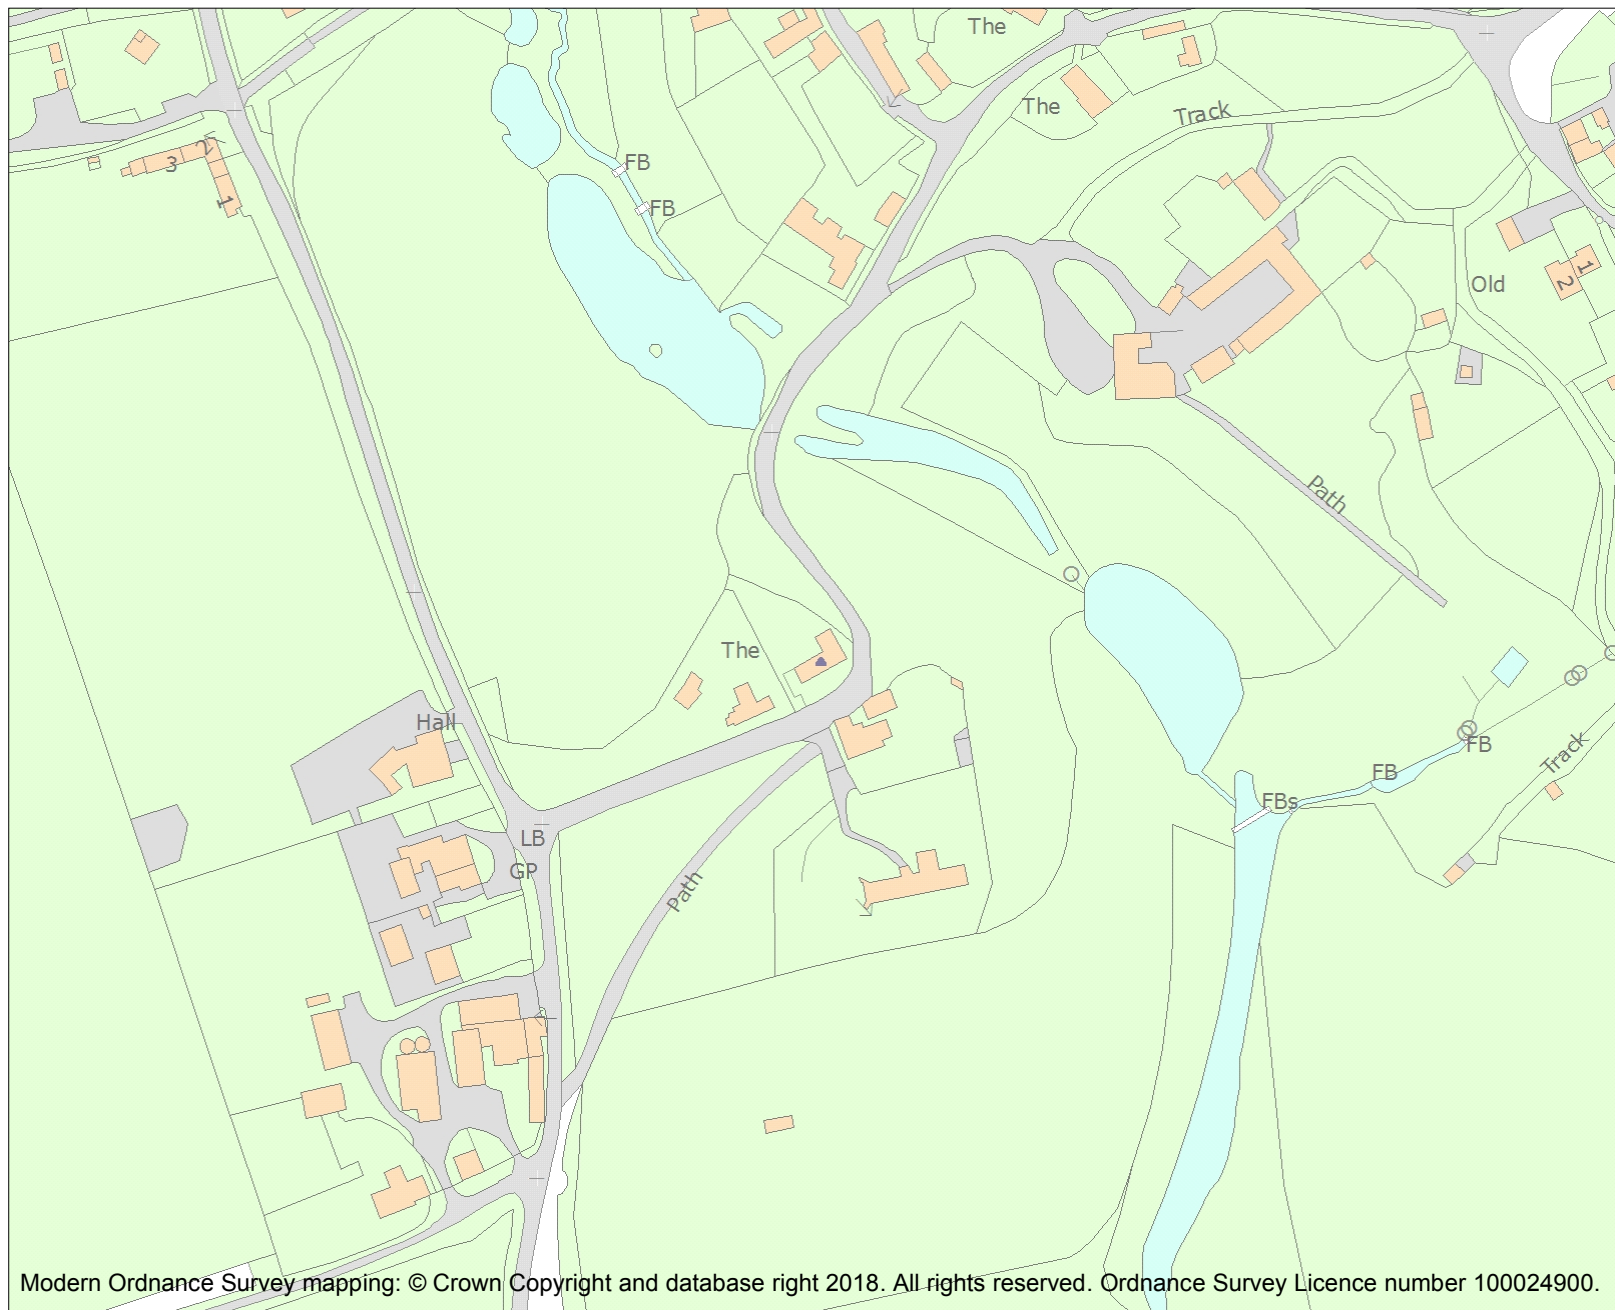 The
The
Track
FB
FB
3
2
1
Old
1
2
Path
The
Hall
FB
FB
Track
FBs
LB
GP
Path
Modern Ordnance Survey mapping: © Crown Copyright and database right 2018. All rights reserved. Ordnance Survey Licence number 100024900.